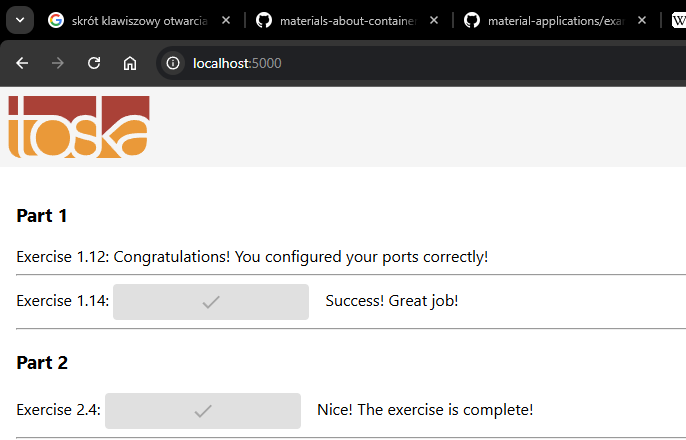 skrót klawiszowy otwarcia
materials-about-container
material-applications/exa
W
localhost:5000
toska
Part 1
Exercise 1.12: Congratulations! You configured your ports correctly!
Exercise 1.14: Success! Great job!
Part 2
Exercise 2.4: Nice! The exercise is complete!